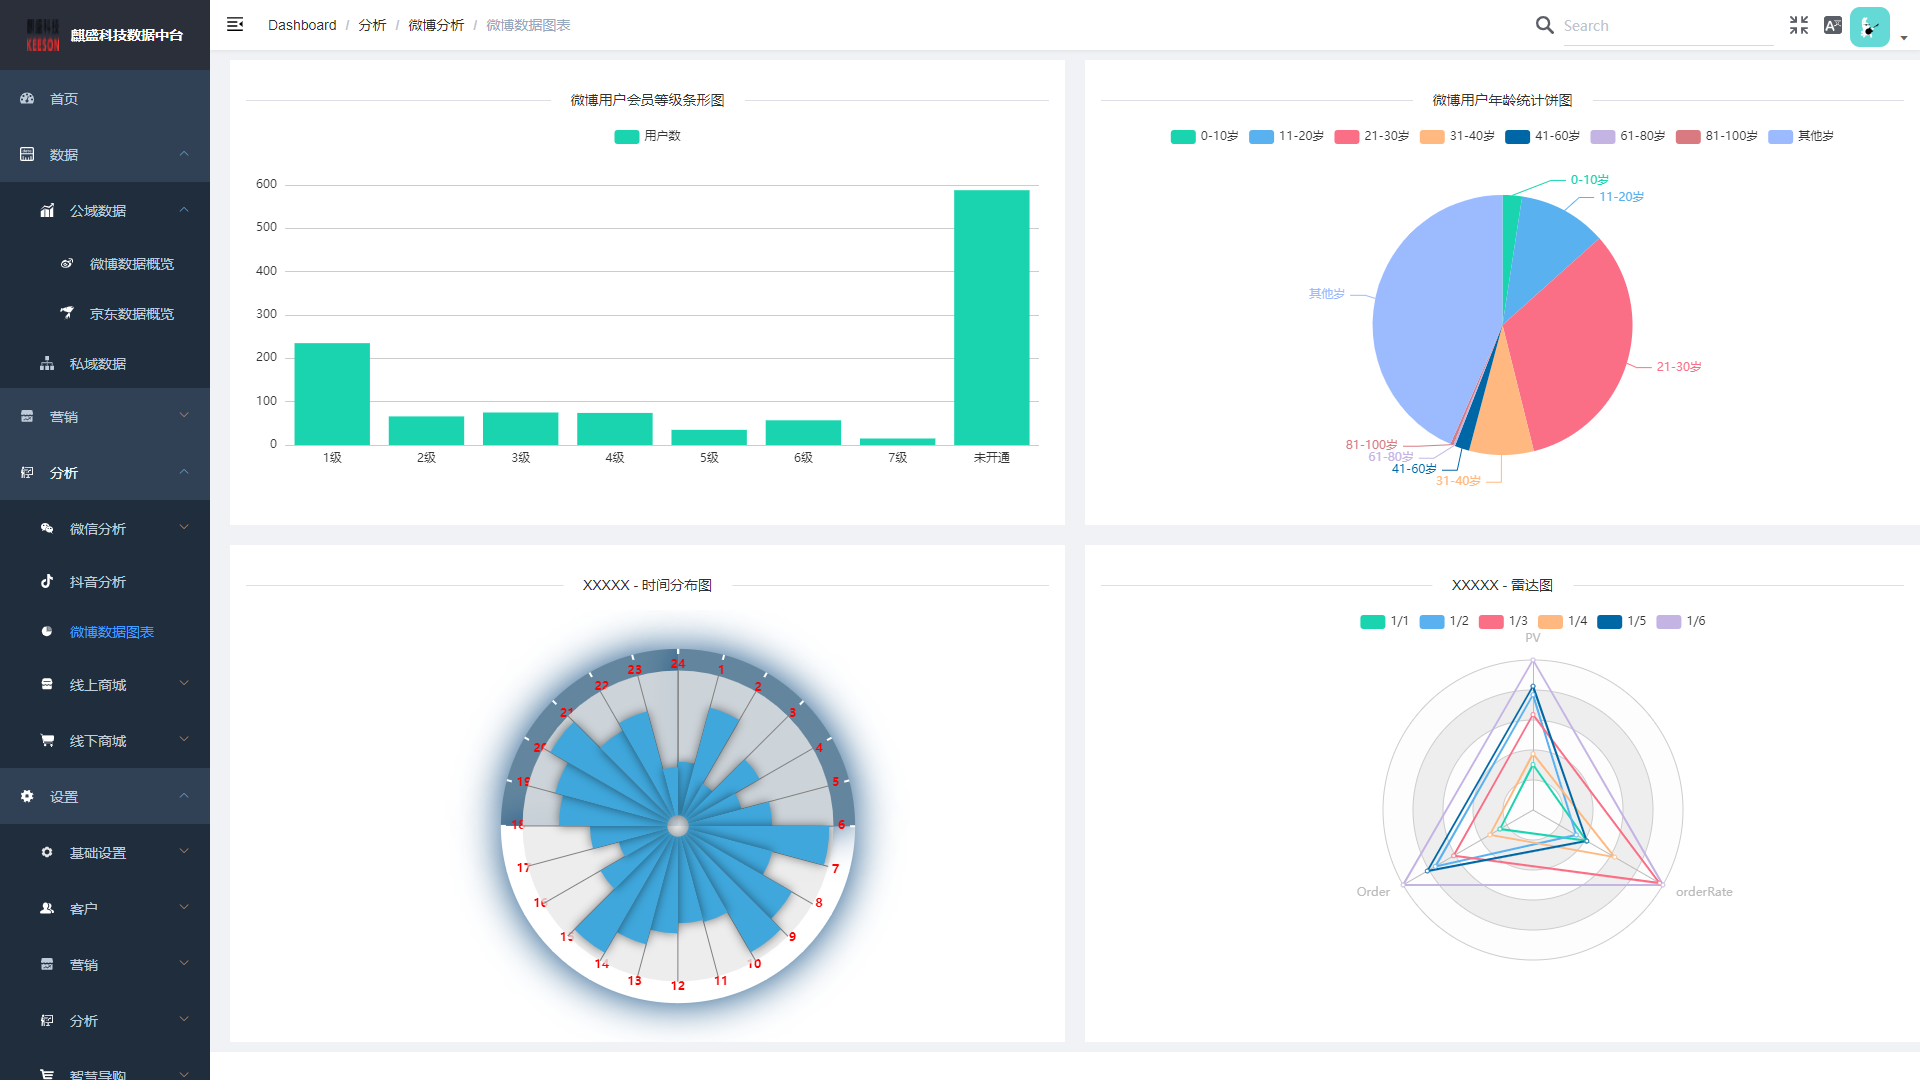 KEESON 麒盛科技数据中台
首页
数据
公域数据
微博数据概览
京东数据概览
私域数据
营销
分析
微信分析
抖音分析
微博数据图表
线上商城
线下商城
设置
基础设置
客户
营销
分析
智慧导购
Dashboard / 分析 / 微博分析 / 微博数据图表
Search
微博用户会员等级条形图
用户数
600
500
400
300
200
100
0
1级 2级 3级 4级 5级 6级 7级 未开通
微博用户年龄统计饼图
0-10岁 11-20岁 21-30岁 31-40岁 41-60岁 61-80岁 81-100岁 其他岁
0-10岁
11-20岁
其他岁
21-30岁
81-100岁
61-80岁
41-60岁
31-40岁
XXXXX - 时间分布图
24
1
2
3
4
5
6
7
8
9
10
11
12
13
14
15
16
17
18
19
20
21
22
23
XXXXX - 雷达图
1/1 1/2 1/3 1/4 1/5 1/6
PV
Order
orderRate